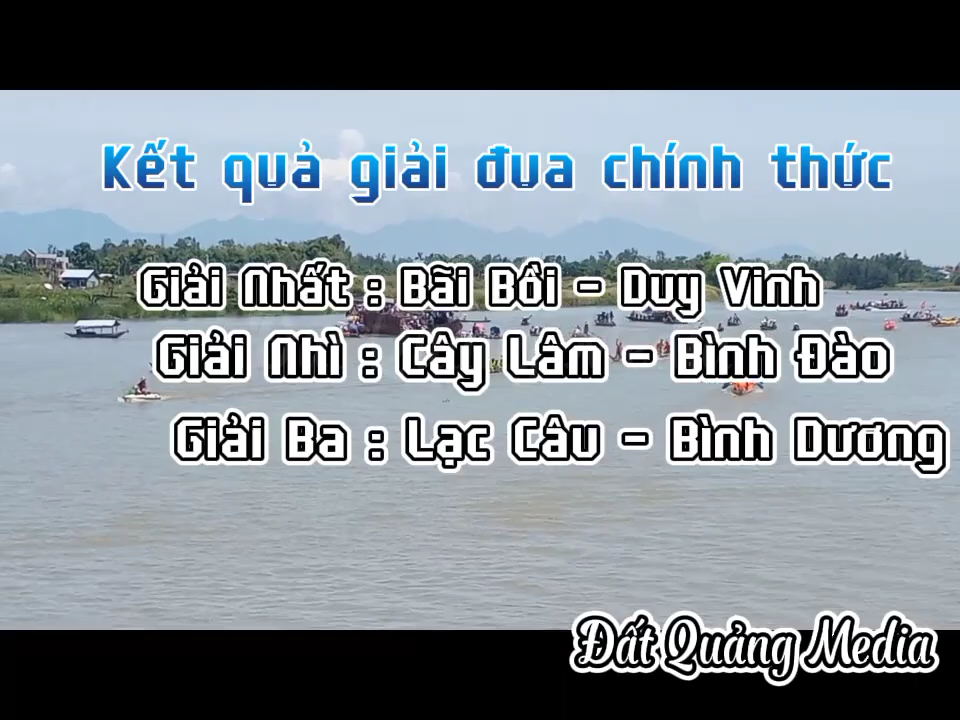 Kết quả giải đua chính thức
Giải Nhất : Bãi Bồi - Duy Vinh
Giải Nhì : Cây Lâm - Bình Đào
Giải Ba : Lạc Câu - Bình Dương
Đất Quảng Media